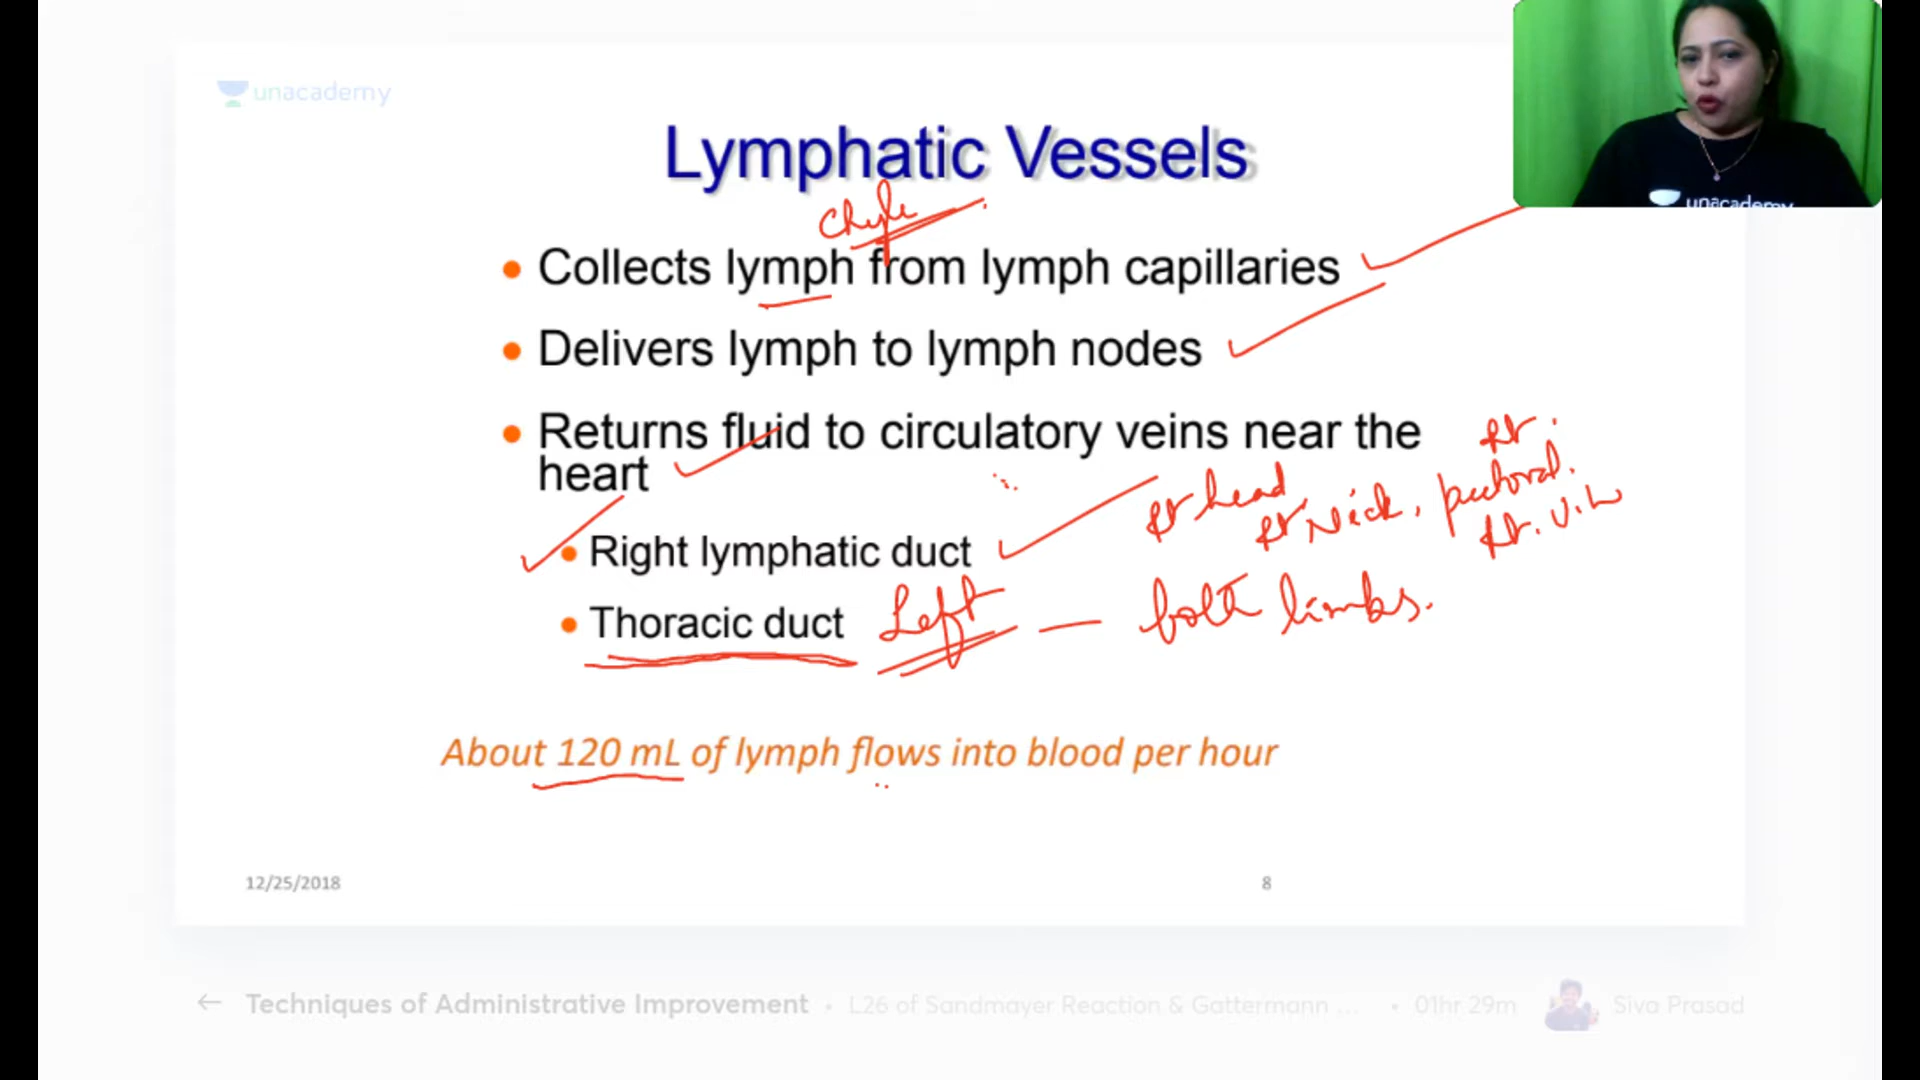 unacademy
Lymphatic Vessels
Chyle
• Collects lymph from lymph capillaries
• Delivers lymph to lymph nodes
• Returns fluid to circulatory veins near the
heart
Rt head, Rt Neck, Rt. pectoral.
Rt. U.L
• Right lymphatic duct
• Thoracic duct Left — both limbs.
About 120 mL of lymph flows into blood per hour
12/25/2018 8
unacademy
← Techniques of Administrative Improvement • L26 of Sandmayer Reaction & Gattermann ... • 01hr 29m Siva Prasad